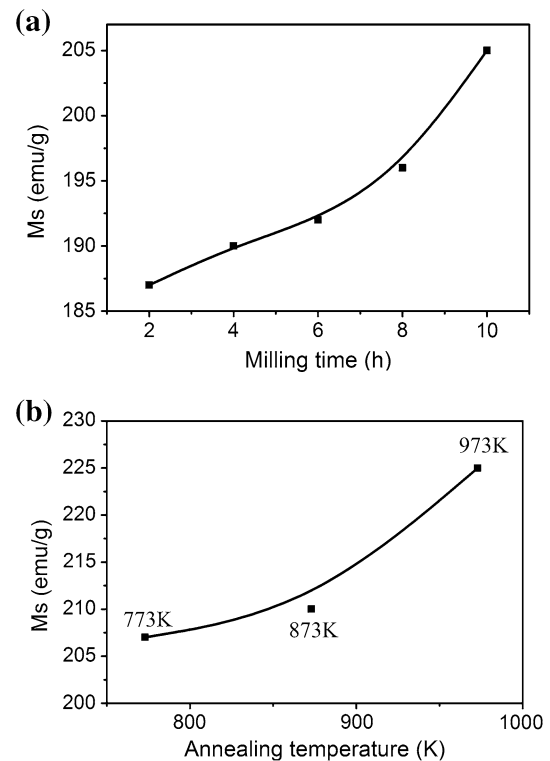 (a)
205
200
195
190
185
Ms (emu/g)
2 4 6 8 10
Milling time (h)
(b)
230
225
220
215
210
205
200
Ms (emu/g)
973K
773K
873K
800 900 1000
Annealing temperature (K)